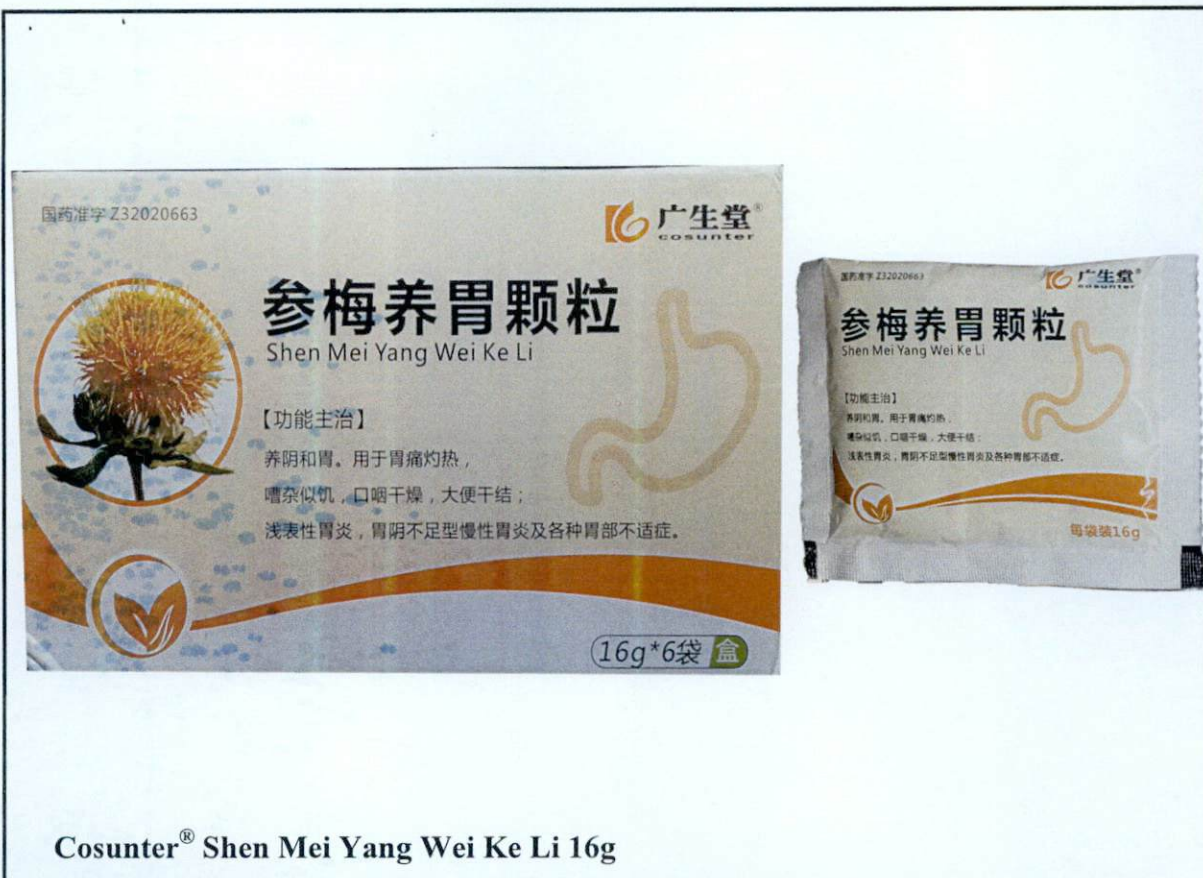 国药准字 Z32020663
广生堂®
cosunter
参梅养胃颗粒
Shen Mei Yang Wei Ke Li
【功能主治】
养阴和胃。用于胃痛灼热，
嘈杂似饥，口咽干燥，大便干结；
浅表性胃炎，胃阴不足型慢性胃炎及各种胃部不适症。
16g*6袋 盒
国药准字 Z32020663
广生堂®
cosunter
参梅养胃颗粒
Shen Mei Yang Wei Ke Li
【功能主治】
养阴和胃。用于胃痛灼热，
嘈杂似饥，口咽干燥，大便干结；
浅表性胃炎，胃阴不足型慢性胃炎及各种胃部不适症。
每袋装16g
Cosunter® Shen Mei Yang Wei Ke Li 16g